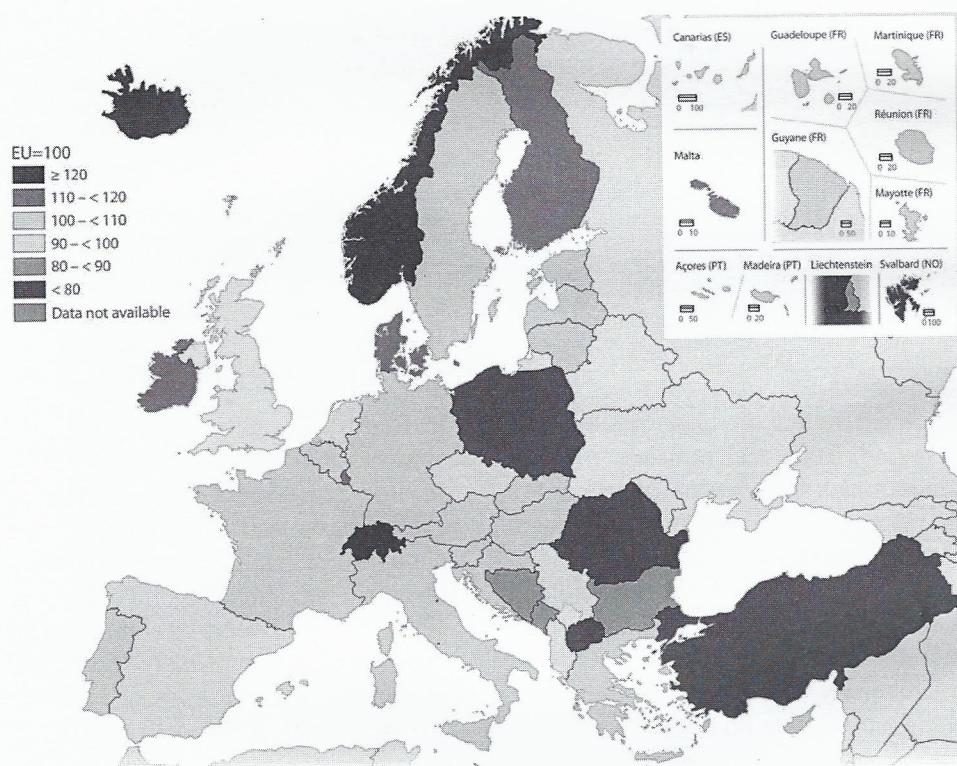 EU=100
≥ 120
110 – < 120
100 – < 110
90 – < 100
80 – < 90
< 80
Data not available
Canarias (ES)
0 100
Guadeloupe (FR)
0 20
Martinique (FR)
0 20
Réunion (FR)
0 20
Guyane (FR)
0 50
Mayotte (FR)
0 10
Malta
0 10
Açores (PT)
0 50
Madeira (PT)
0 20
Liechtenstein
Svalbard (NO)
0 100